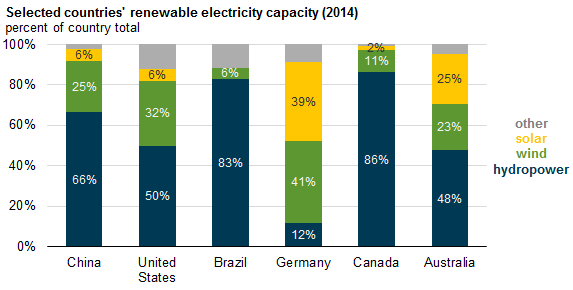 Selected countries' renewable electricity capacity (2014)
percent of country total
100%
80%
60%
40%
20%
0%
6%
25%
66%
6%
32%
50%
6%
83%
39%
41%
12%
2%
11%
86%
25%
23%
48%
China
United
States
Brazil
Germany
Canada
Australia
other
solar
wind
hydropower